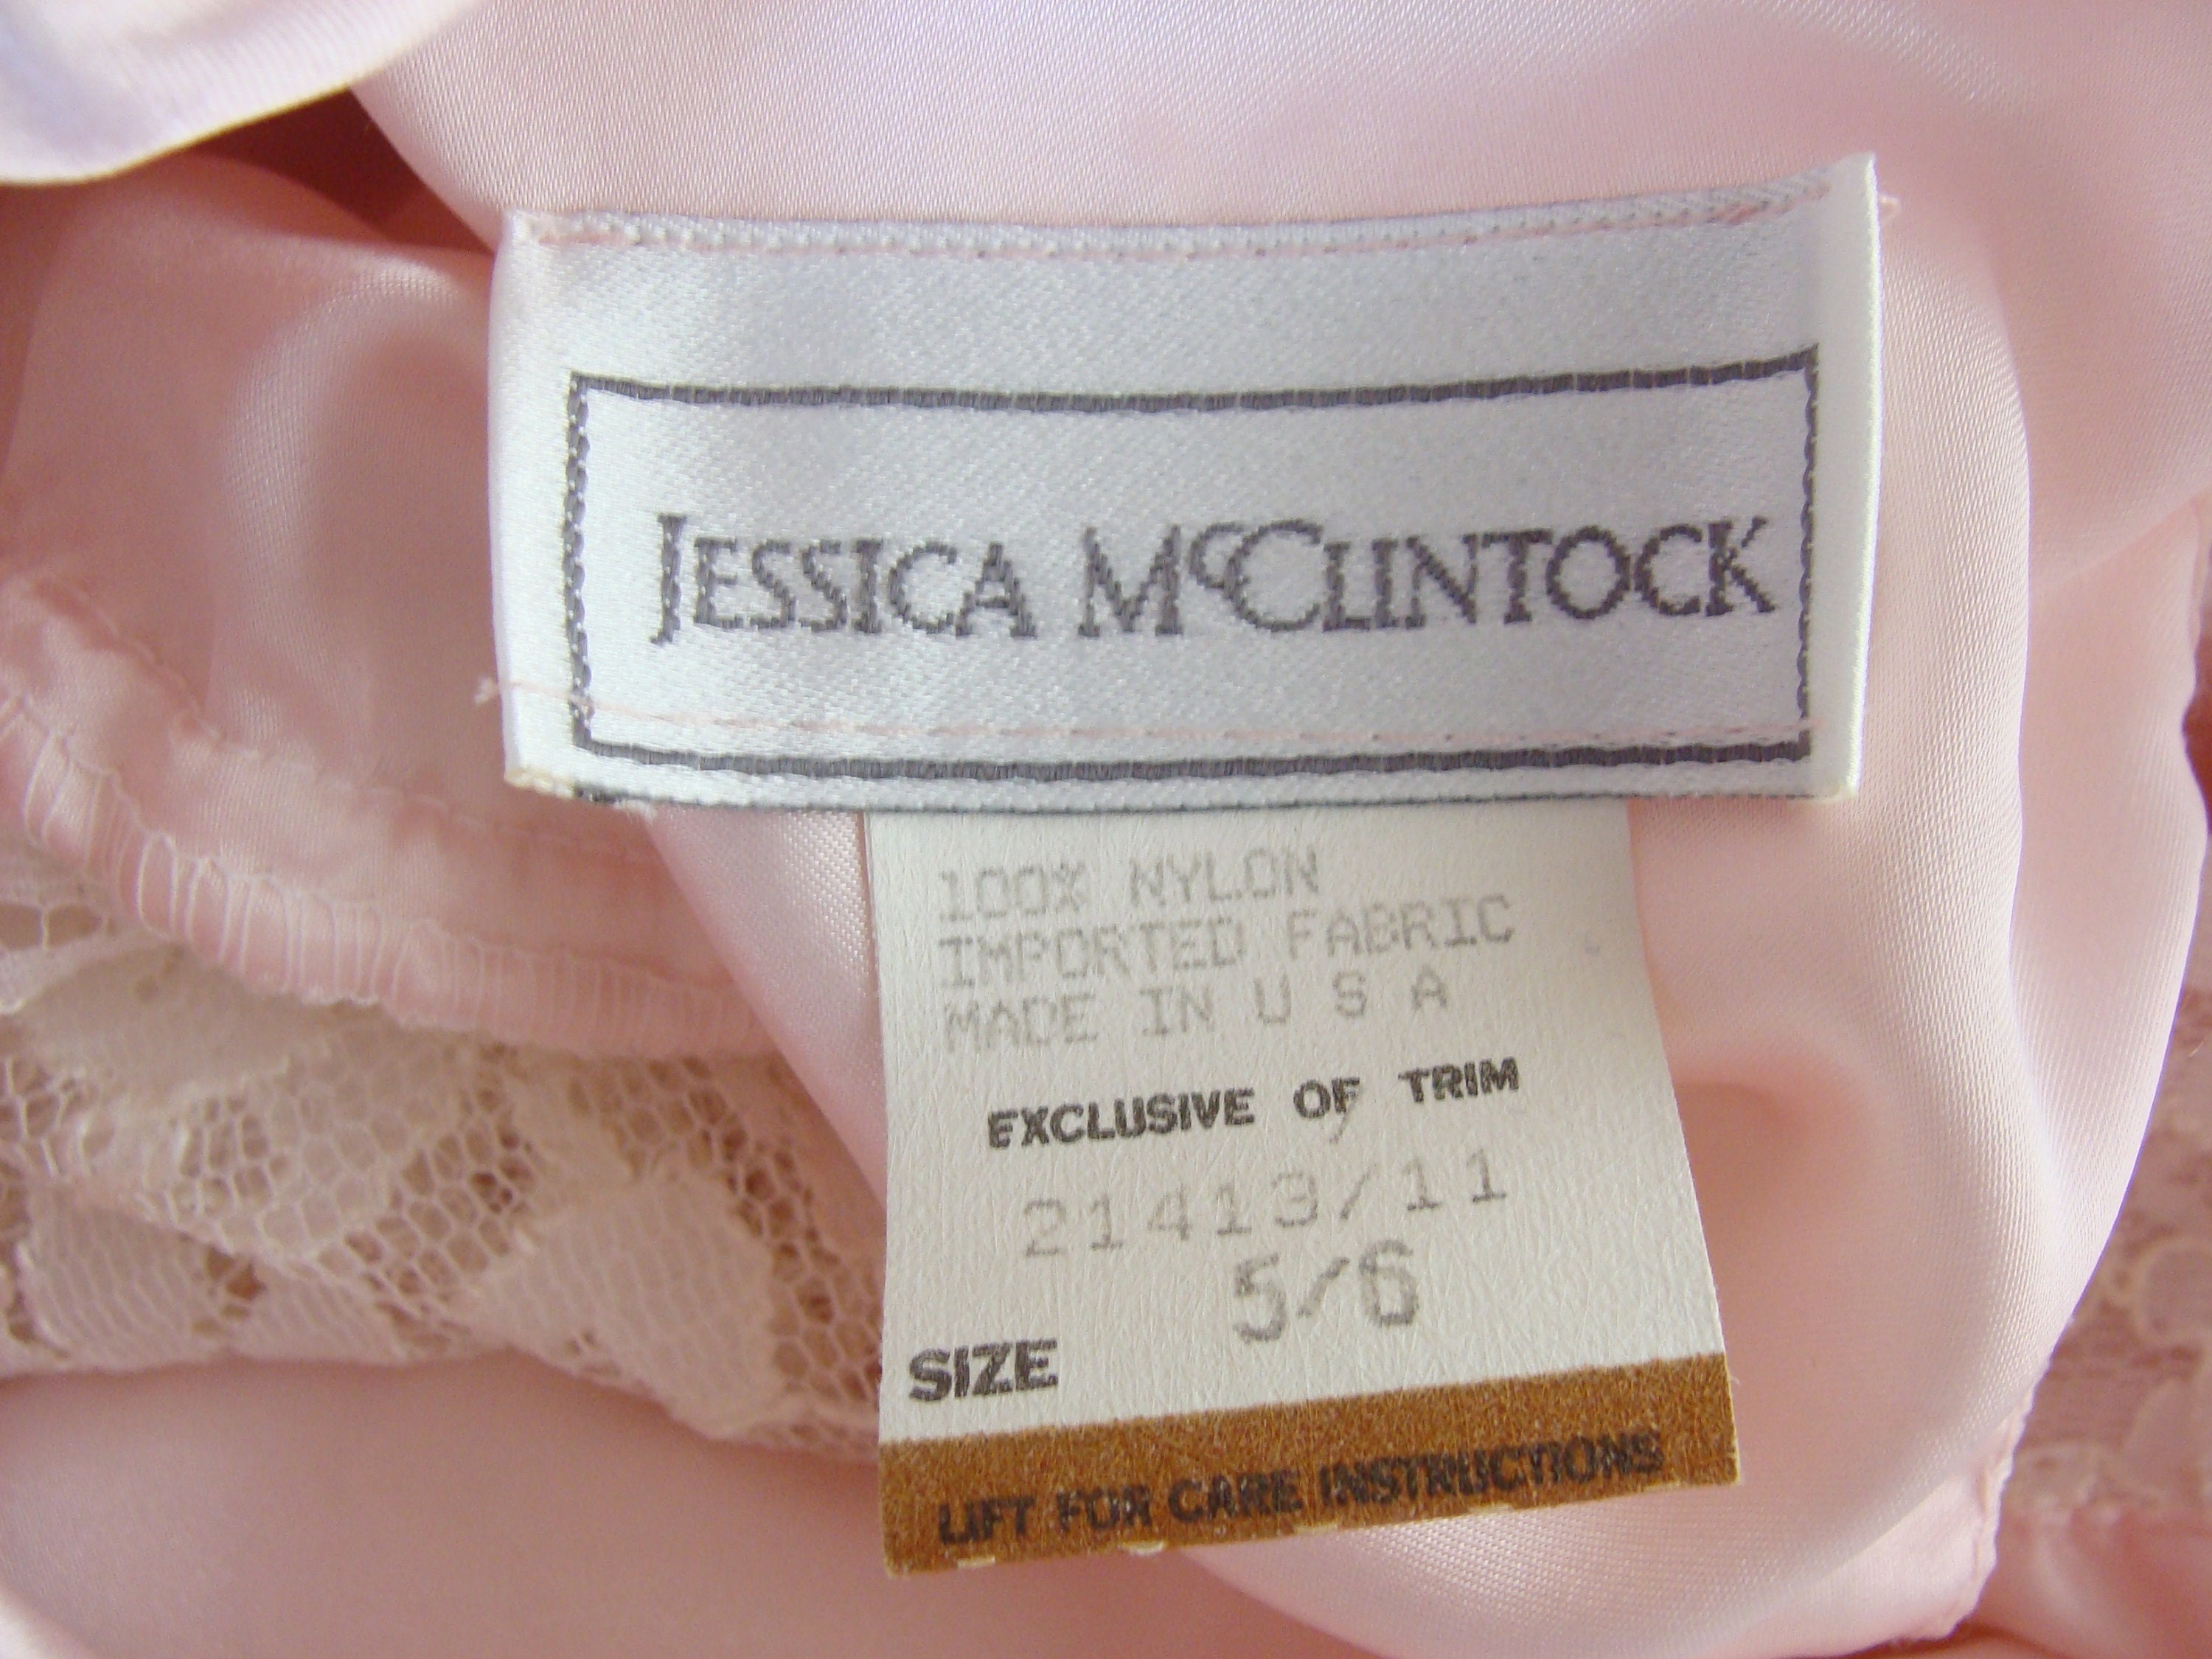 JESSICA McCLINTOCK
100% NYLON
IMPORTED FABRIC
MADE IN U S A
EXCLUSIVE OF TRIM
21413/11
5/6
SIZE
LIFT FOR CARE INSTRUCTIONS